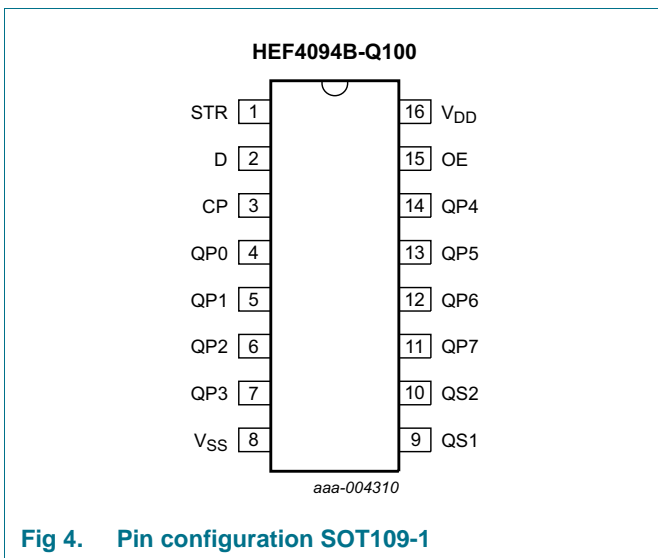 HEF4094B-Q100
STR 1 16 VDD
D 2 15 OE
CP 3 14 QP4
QP0 4 13 QP5
QP1 5 12 QP6
QP2 6 11 QP7
QP3 7 10 QS2
VSS 8 9 QS1
aaa-004310
Fig 4. Pin configuration SOT109-1